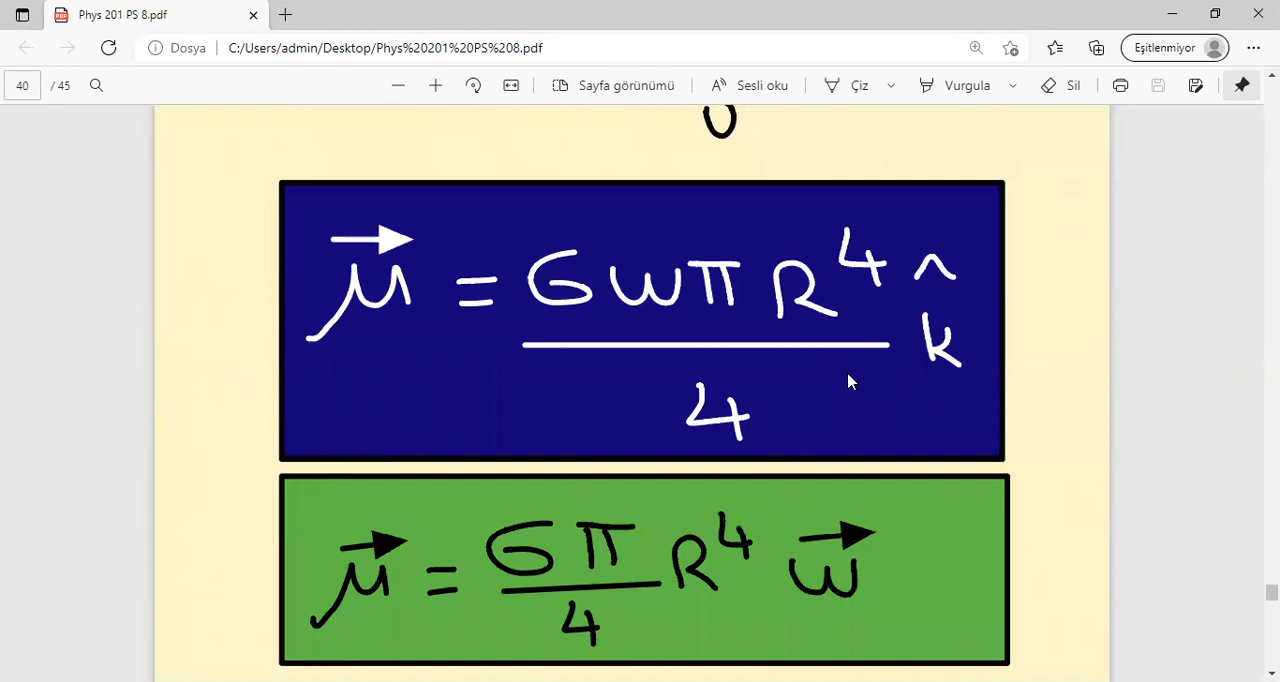 Phys 201 PS 8.pdf
Dosya C:/Users/admin/Desktop/Phys%20201%20PS%208.pdf Eşitlenmiyor
40 / 45 Sayfa görünümü Sesli oku Çiz Vurgula Sil
0
μ⃗ = σωπR⁴ k̂
4
μ⃗ = σπ R⁴ ω⃗
4